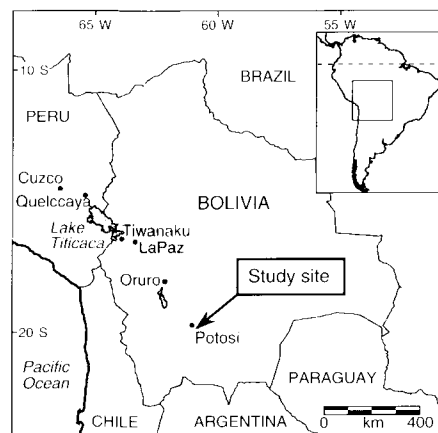 65 W 60 W 55 W
10 S
BRAZIL
PERU
Cuzco
Quelccaya
BOLIVIA
Lake Titicaca
Tiwanaku
LaPaz
Oruro
Study site
20 S
Potosí
Pacific Ocean
PARAGUAY
CHILE
ARGENTINA
0 km 400